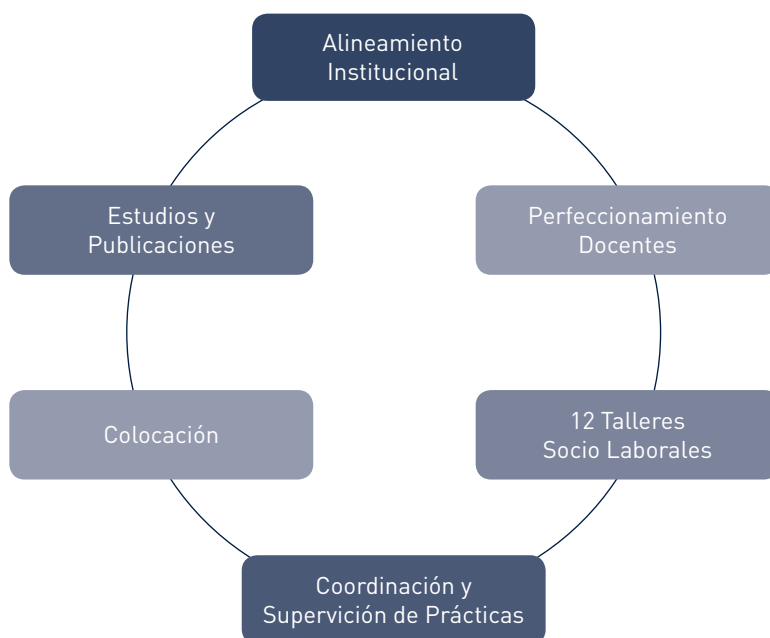 Alineamiento
Institucional
Estudios y
Publicaciones
Perfeccionamiento
Docentes
Colocación
12 Talleres
Socio Laborales
Coordinación y
Supervición de Prácticas